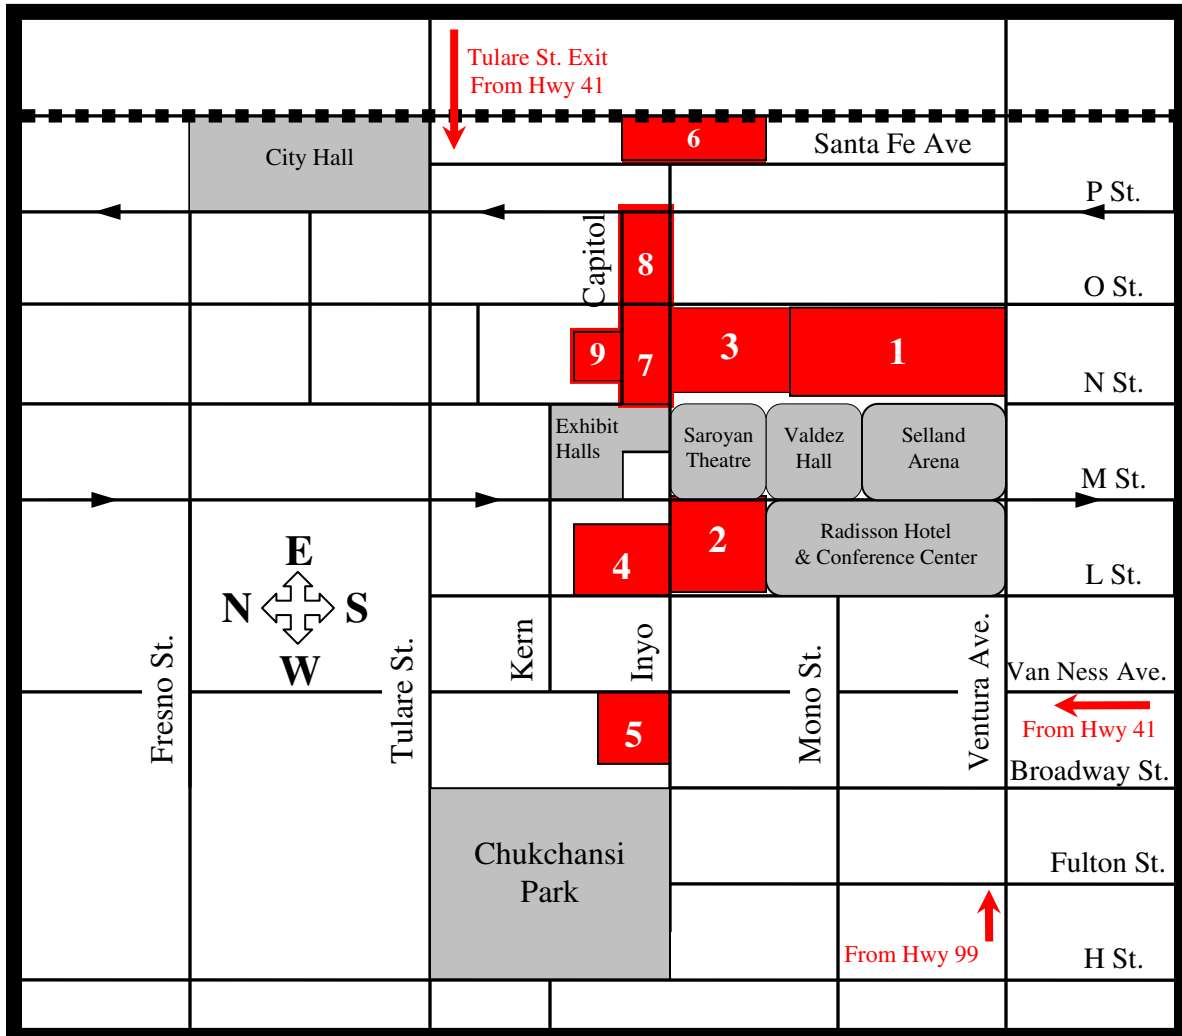 Tulare St. Exit
From Hwy 41
6
Santa Fe Ave
City Hall
P St.
Capitol
8
O St.
9
7
3
1
N St.
Exhibit
Halls
Saroyan
Theatre
Valdez
Hall
Selland
Arena
M St.
4
2
Radisson Hotel
& Conference Center
L St.
E
N
S
W
Fresno St.
Tulare St.
Kern
Inyo
Mono St.
Ventura Ave.
Van Ness Ave.
From Hwy 41
5
Broadway St.
Chukchansi
Park
Fulton St.
From Hwy 99
H St.